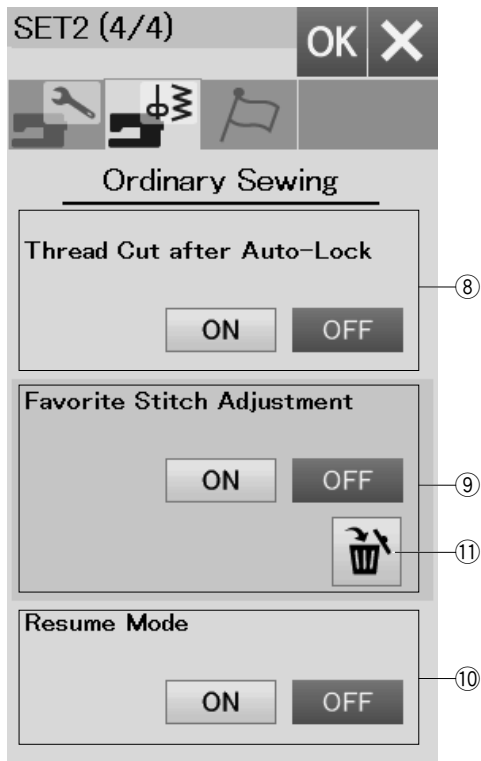 SET2 (4/4)
OK
Ordinary Sewing
Thread Cut after Auto-Lock
ON OFF
⑧
Favorite Stitch Adjustment
ON OFF
⑨
⑪
Resume Mode
ON OFF
⑩